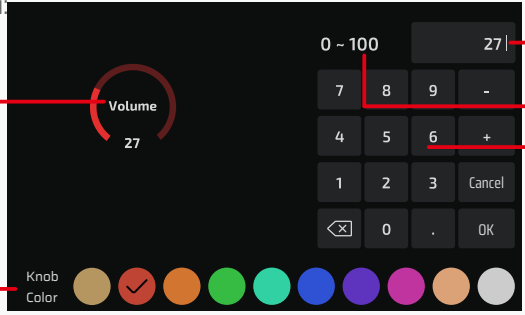 0 ~ 100
27
Volume
27
7 8 9 -
4 5 6 +
1 2 3 Cancel
0 . OK
Knob
Color